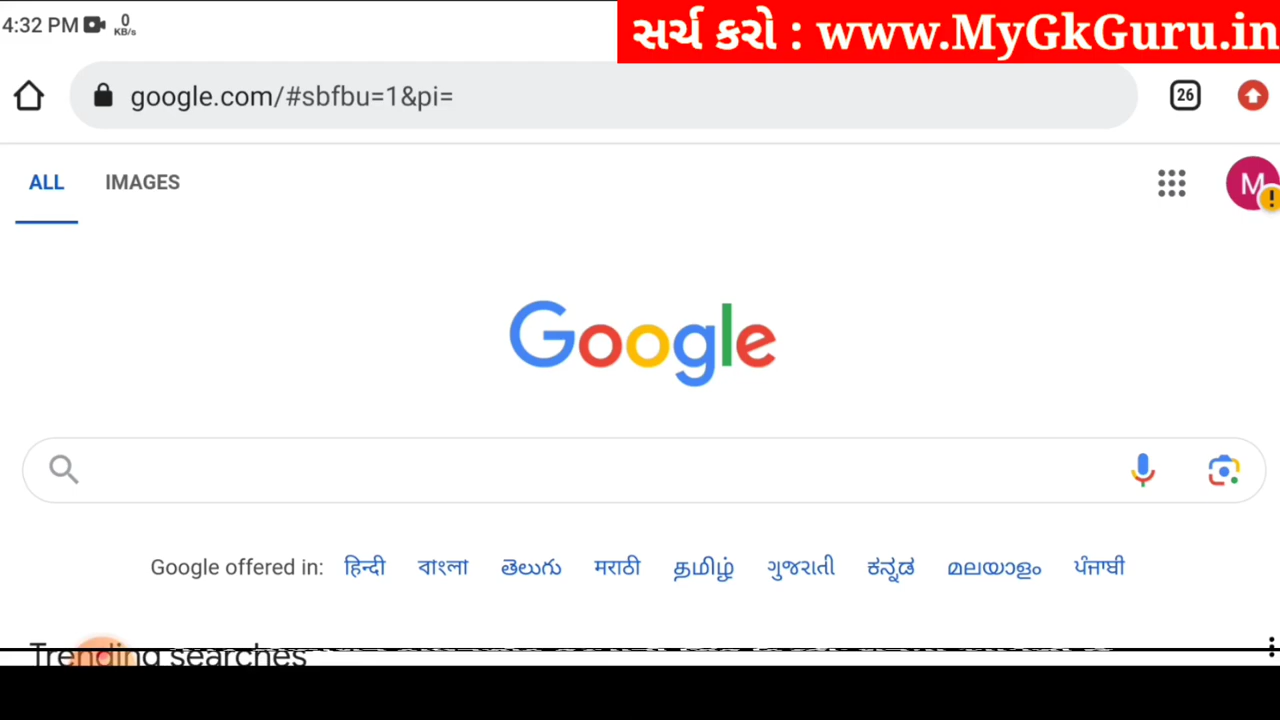 4:32 PM 0 KB/s
સર્ચ કરો : www.MyGkGuru.in
google.com/#sbfbu=1&pi=
26
ALL IMAGES
M
Google
Google offered in: हिन्दी বাংলা తెలుగు मराठी தமிழ் ગુજરાતી ಕನ್ನಡ മലയാളം ਪੰਜਾਬੀ
Trending searches